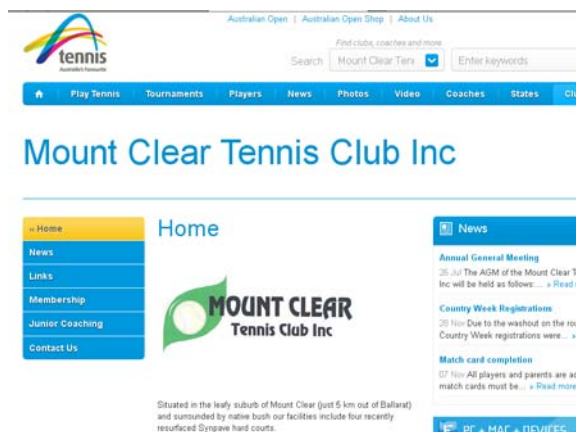 Australian Open | Australian Open Shop | About Us
tennis
Australia's Favourite
Find clubs, coaches and more
Search Mount Clear Teni Enter keywords
Play Tennis Tournaments Players News Photos Video Coaches States
Mount Clear Tennis Club Inc
« Home
News
Links
Membership
Junior Coaching
Contact Us
Home
MOUNT CLEAR
Tennis Club Inc
Situated in the leafy suburb of Mount Clear (just 5 km out of Ballarat)
and surrounded by native bush our facilities include four recently
resurfaced Synpave hard courts.
News
Annual General Meeting
26 Jul The AGM of the Mount Clear T
Inc will be held as follows:... » Read
Country Week Registrations
28 Nov Due to the washout on the
Country Week registrations were... »
Match card completion
07 Nov All players and parents are
match cards must be... » Read more
PC + MAC + DEVICES